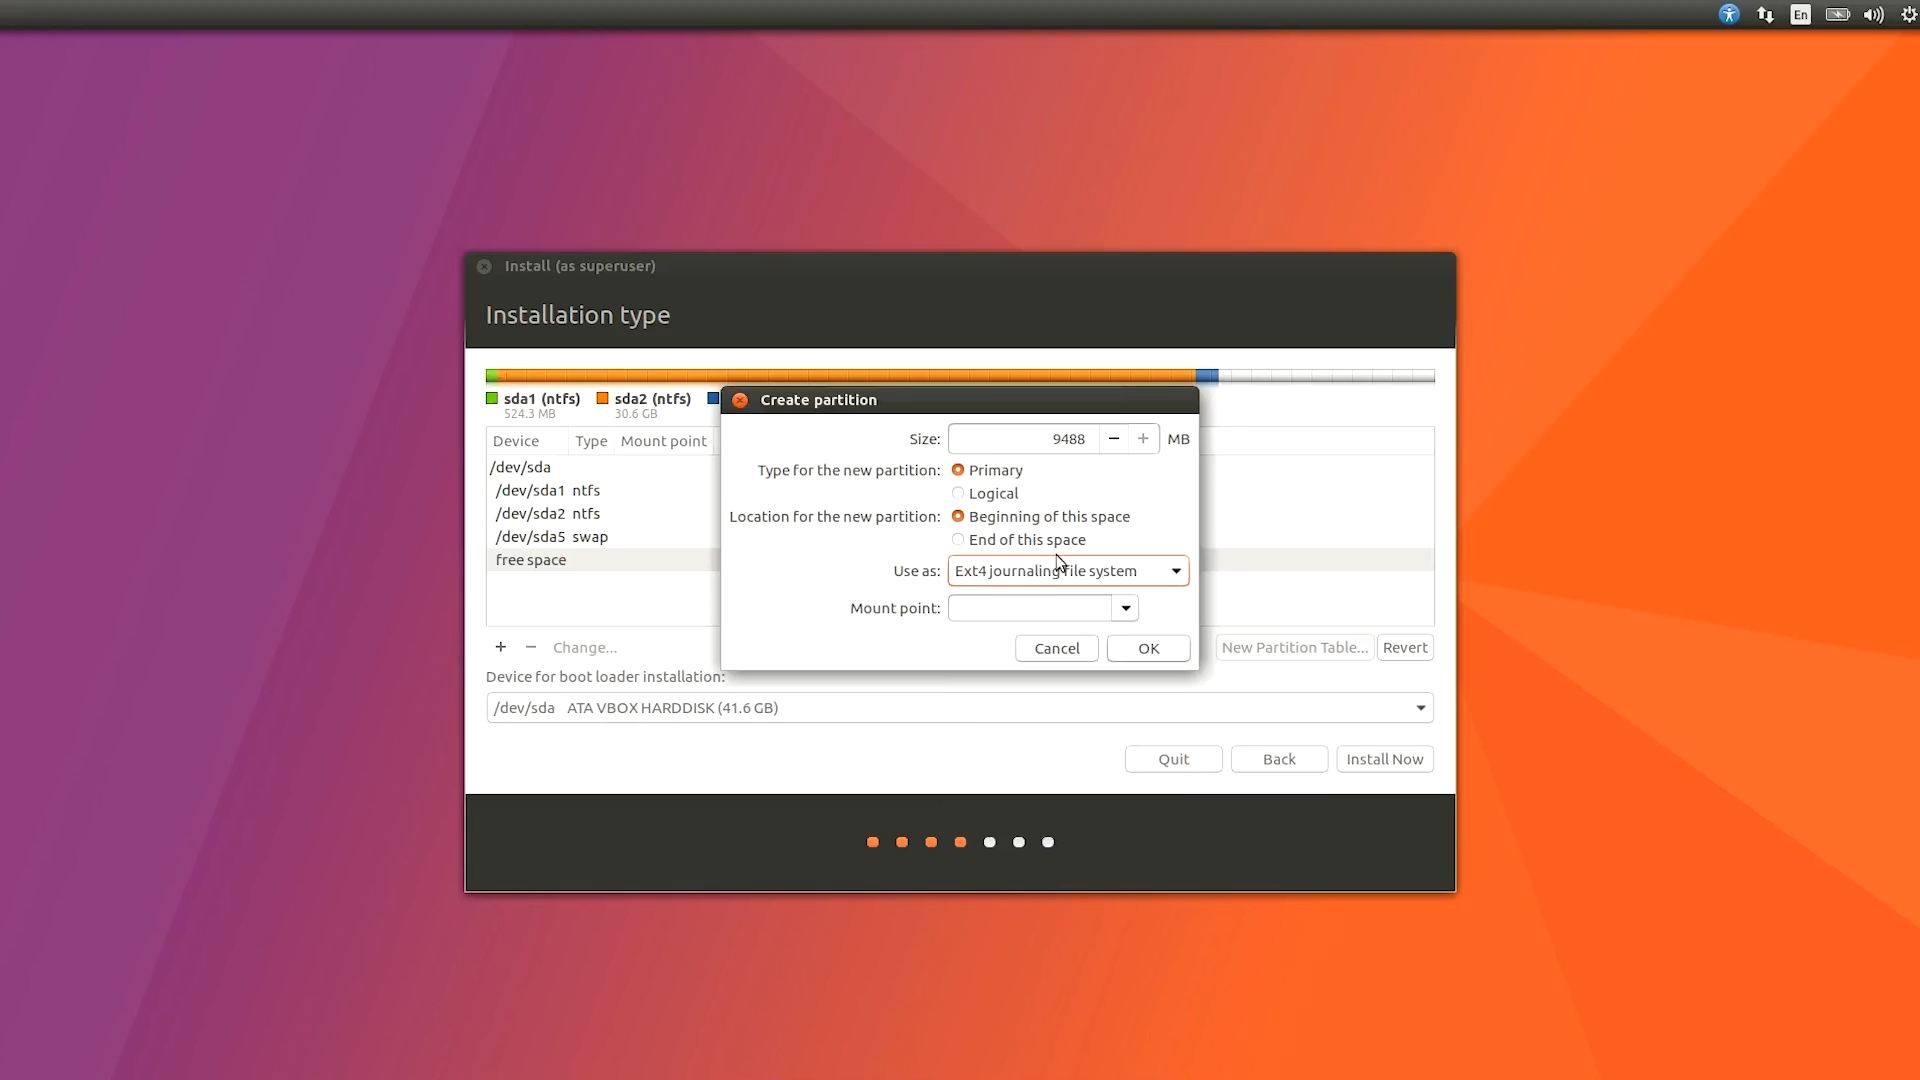 En
Install (as superuser)
Installation type
sda1 (ntfs)
524.3 MB
sda2 (ntfs)
30.6 GB
Device Type Mount point
/dev/sda
/dev/sda1 ntfs
/dev/sda2 ntfs
/dev/sda5 swap
free space
+ − Change...
New Partition Table... Revert
Create partition
Size: 9488 − + MB
Type for the new partition: Primary
Logical
Location for the new partition: Beginning of this space
End of this space
Use as: Ext4 journaling file system
Mount point:
Cancel OK
Device for boot loader installation:
/dev/sda ATA VBOX HARDDISK (41.6 GB)
Quit Back Install Now